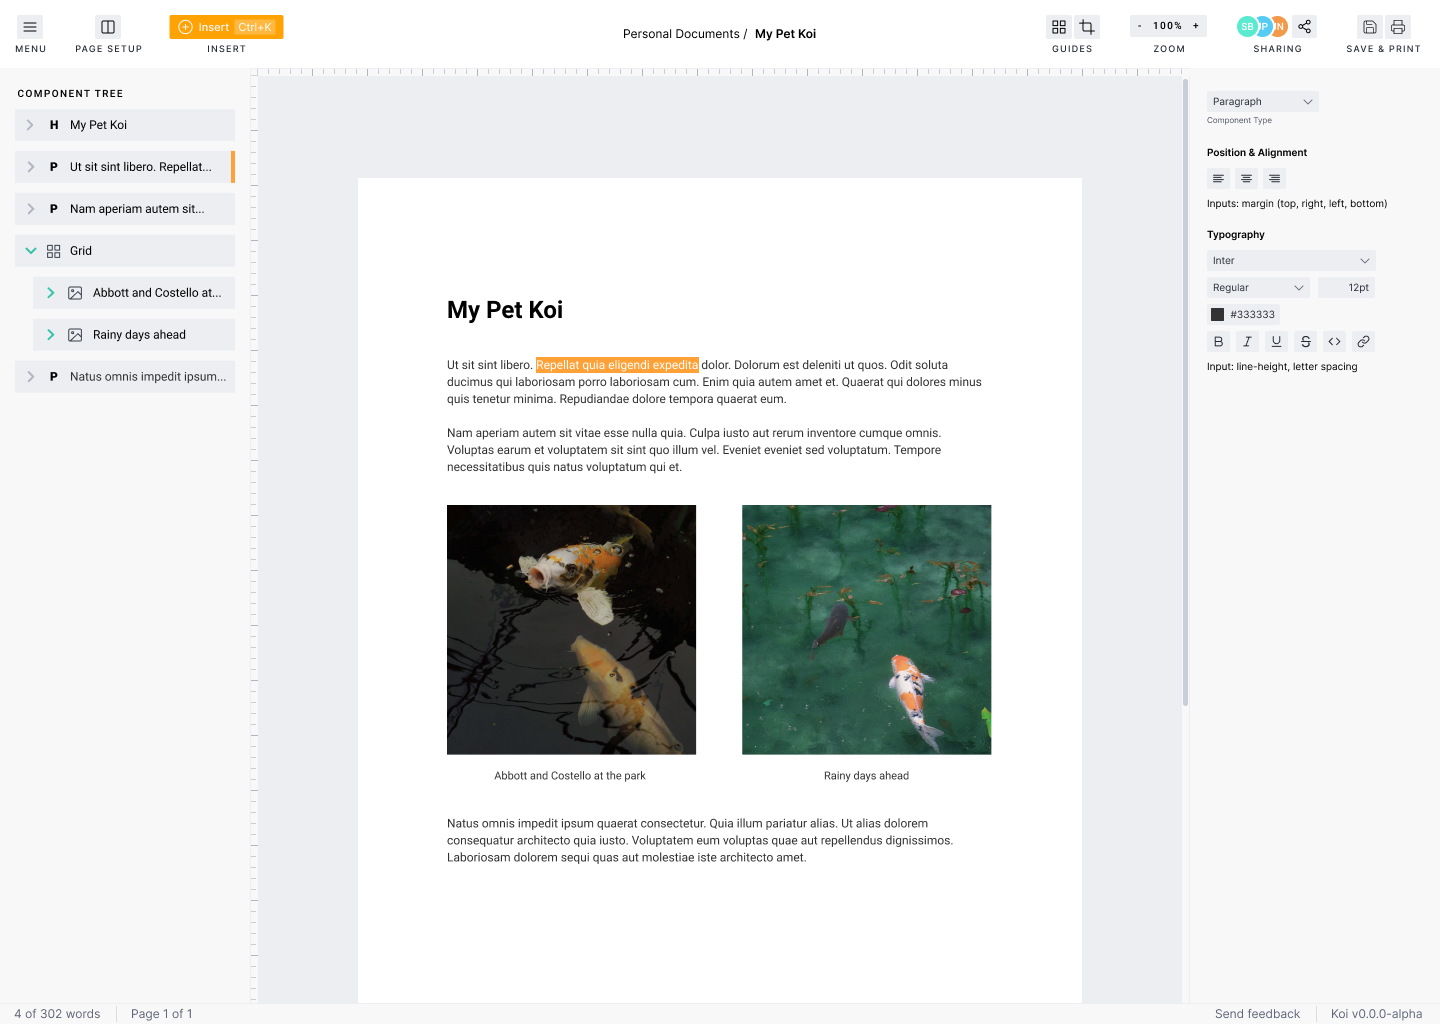 Insert Ctrl+K
Personal Documents / My Pet Koi
- 100% +
SB JP IN
MENU
PAGE SETUP
INSERT
GUIDES
ZOOM
SHARING
SAVE & PRINT
COMPONENT TREE
H My Pet Koi
P Ut sit sint libero. Repellat...
P Nam aperiam autem sit...
Grid
Abbott and Costello at...
Rainy days ahead
P Natus omnis impedit ipsum...
My Pet Koi
Ut sit sint libero. Repellat quia eligendi expedita dolor. Dolorum est deleniti ut quos. Odit soluta
ducimus qui laboriosam porro laboriosam cum. Enim quia autem amet et. Quaerat qui dolores minus
quis tenetur minima. Repudiandae dolore tempora quaerat eum.
Nam aperiam autem sit vitae esse nulla quia. Culpa iusto aut rerum inventore cumque omnis.
Voluptas earum et voluptatem sit sint quo illum vel. Eveniet eveniet sed voluptatum. Tempore
necessitatibus quis natus voluptatum qui et.
Abbott and Costello at the park
Rainy days ahead
Natus omnis impedit ipsum quaerat consectetur. Quia illum pariatur alias. Ut alias dolorem
consequatur architecto quia iusto. Voluptatem eum voluptas quae aut repellendus dignissimos.
Laboriosam dolorem sequi quas aut molestiae iste architecto amet.
Paragraph
Component Type
Position & Alignment
Inputs: margin (top, right, left, bottom)
Typography
Inter
Regular
12pt
#333333
B I U S <>
Input: line-height, letter spacing
4 of 302 words
Page 1 of 1
Send feedback
Koi v0.0.0-alpha